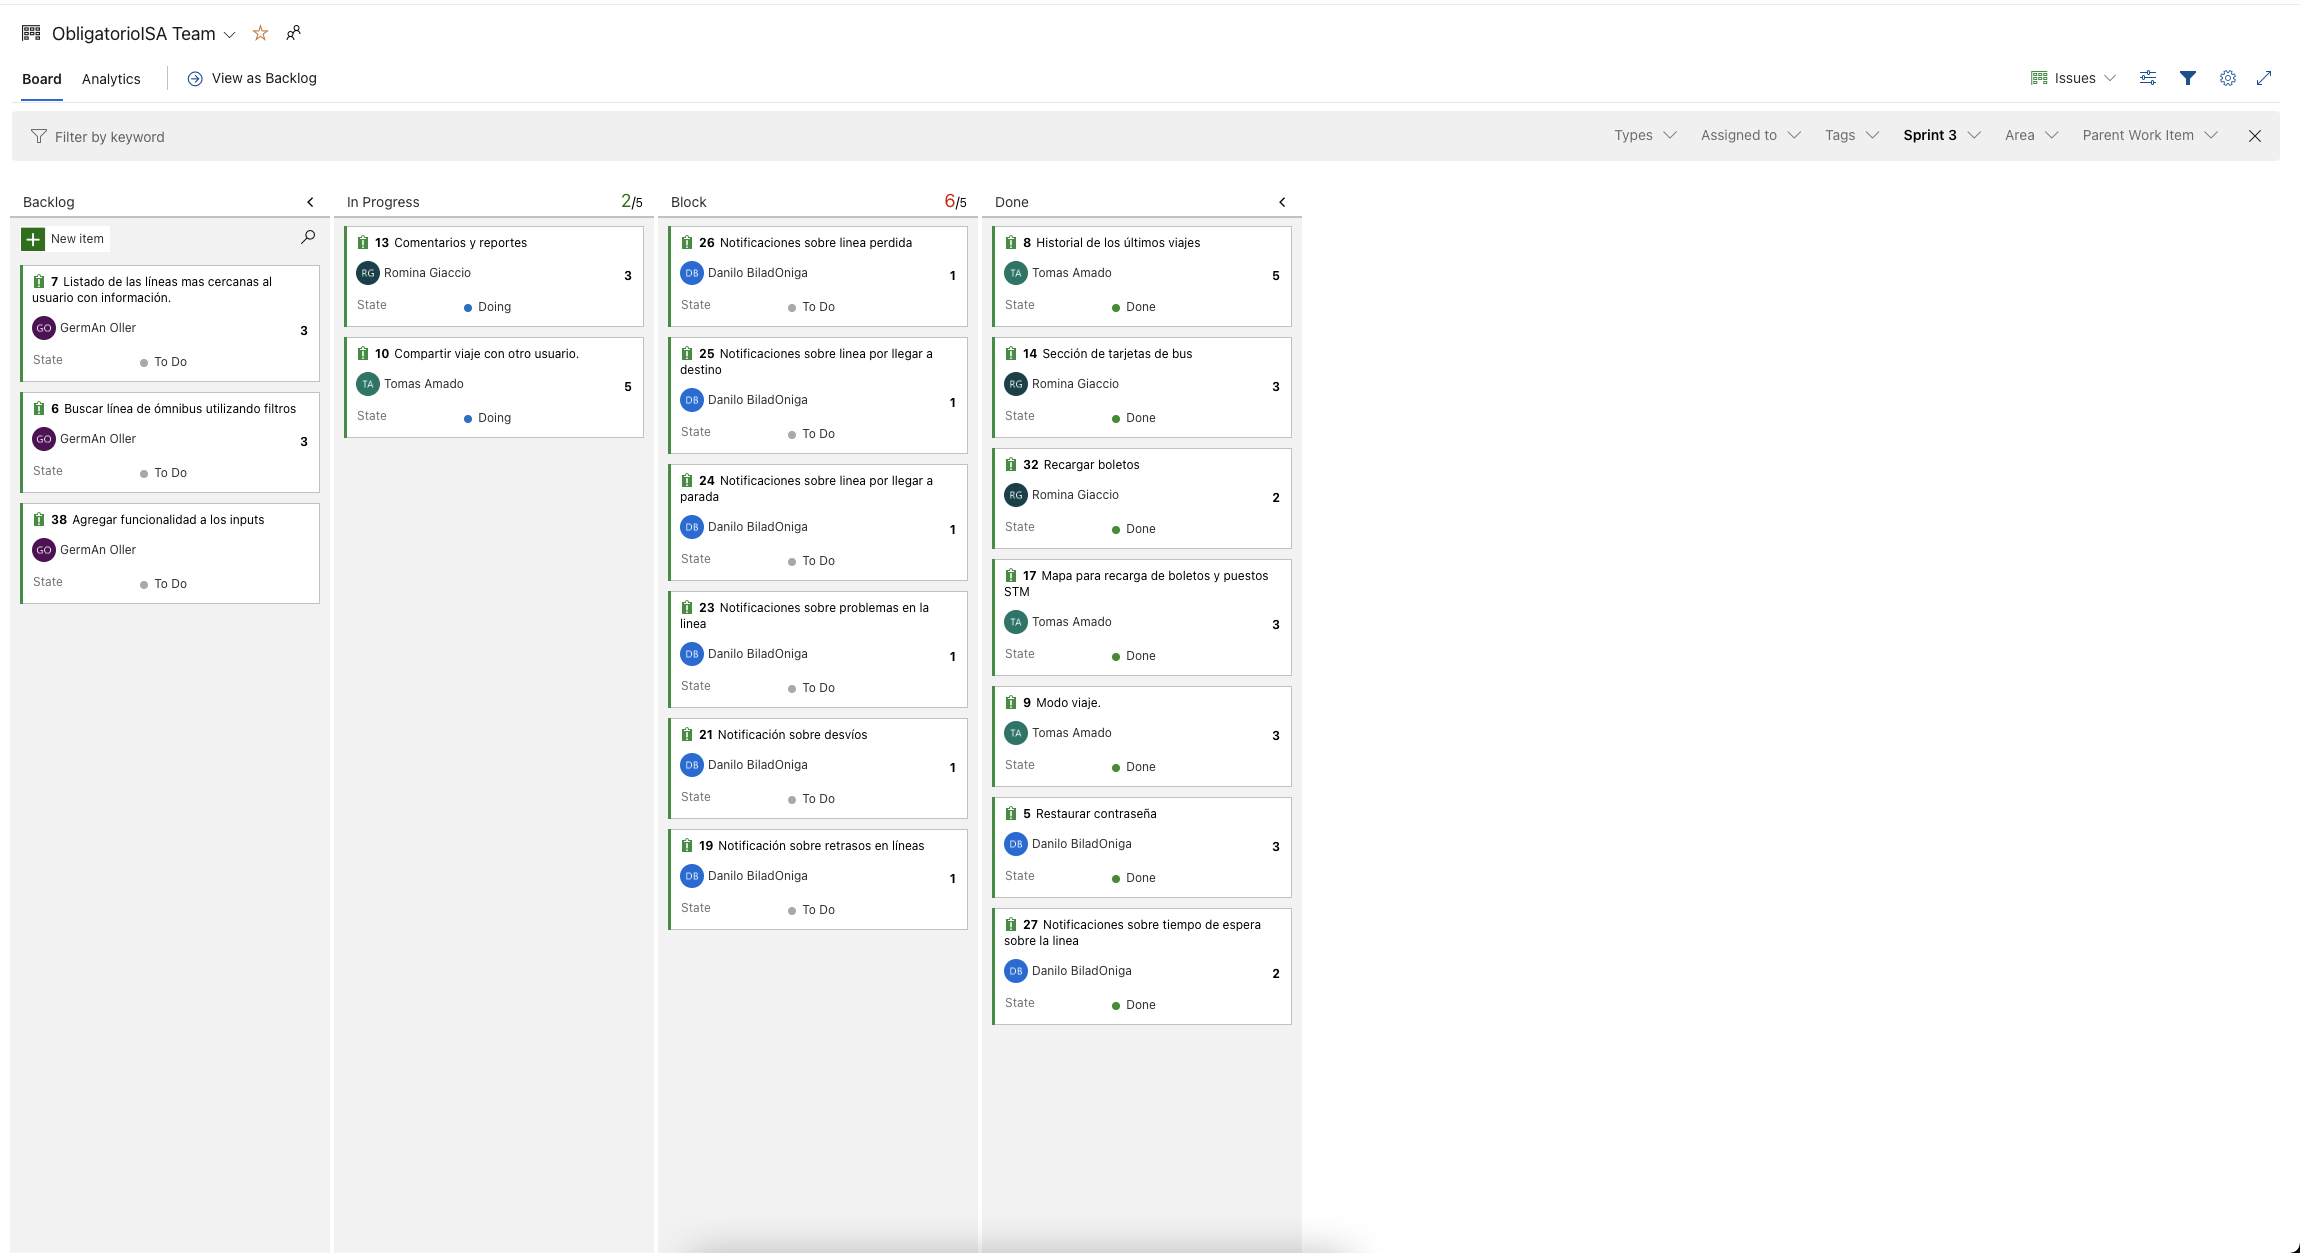 ObligatorioISA Team
Board
Analytics
View as Backlog
Issues
Filter by keyword
Types
Assigned to
Tags
Sprint 3
Area
Parent Work Item
Backlog
New item
7 Listado de las líneas mas cercanas al
usuario con información.
GO GermAn Oller
3
State
To Do
6 Buscar línea de ómnibus utilizando filtros
GO GermAn Oller
3
State
To Do
38 Agregar funcionalidad a los inputs
GO GermAn Oller
State
To Do
In Progress
2/5
13 Comentarios y reportes
RG Romina Giaccio
3
State
Doing
10 Compartir viaje con otro usuario.
TA Tomas Amado
5
State
Doing
Block
6/5
26 Notificaciones sobre linea perdida
DB Danilo BiladOniga
1
State
To Do
25 Notificaciones sobre linea por llegar a
destino
DB Danilo BiladOniga
1
State
To Do
24 Notificaciones sobre linea por llegar a
parada
DB Danilo BiladOniga
1
State
To Do
23 Notificaciones sobre problemas en la
linea
DB Danilo BiladOniga
1
State
To Do
21 Notificación sobre desvíos
DB Danilo BiladOniga
1
State
To Do
19 Notificación sobre retrasos en líneas
DB Danilo BiladOniga
1
State
To Do
Done
8 Historial de los últimos viajes
TA Tomas Amado
5
State
Done
14 Sección de tarjetas de bus
RG Romina Giaccio
3
State
Done
32 Recargar boletos
RG Romina Giaccio
2
State
Done
17 Mapa para recarga de boletos y puestos
STM
TA Tomas Amado
3
State
Done
9 Modo viaje.
TA Tomas Amado
3
State
Done
5 Restaurar contraseña
DB Danilo BiladOniga
3
State
Done
27 Notificaciones sobre tiempo de espera
sobre la linea
DB Danilo BiladOniga
2
State
Done